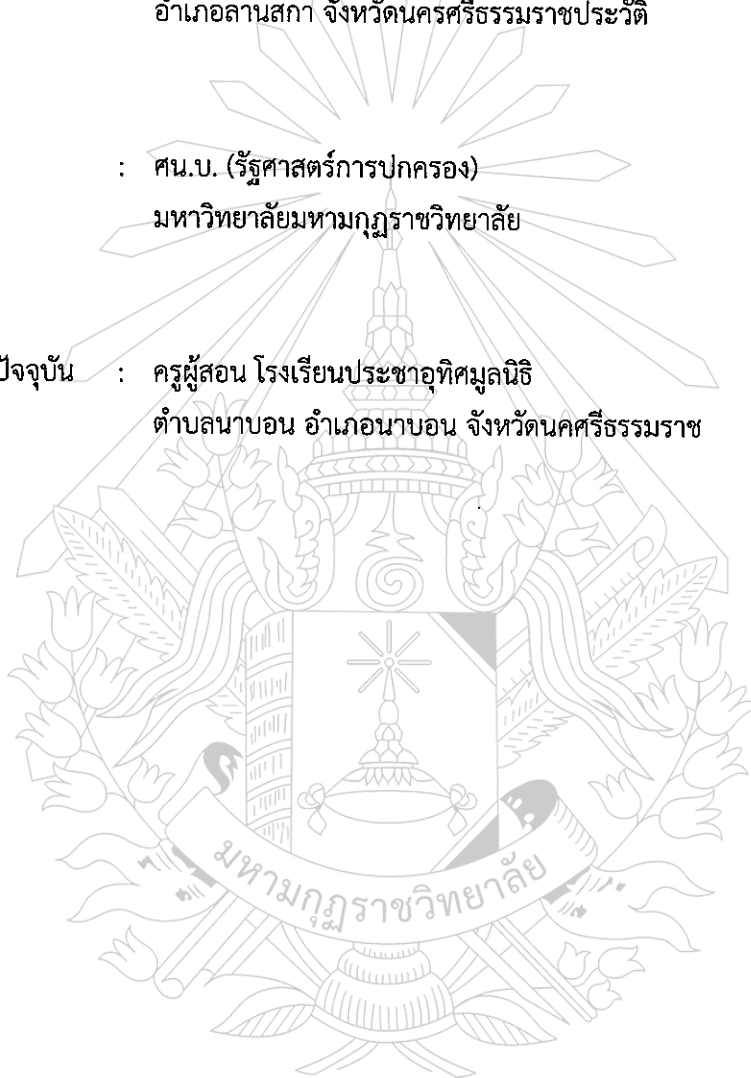 อำเภอลานสกา จังหวัดนครศรีธรรมราชประวัติ
: ศน.บ. (รัฐศาสตร์การปกครอง)
มหาวิทยาลัยมหามกุฏราชวิทยาลัย
ปัจจุบัน : ครูผู้สอน โรงเรียนประชาอุทิศมูลนิธิ
ตำบลนาบอน อำเภอนาบอน จังหวัดนคศรีธรรมราช
มหามกุฏราชวิทยาลัย